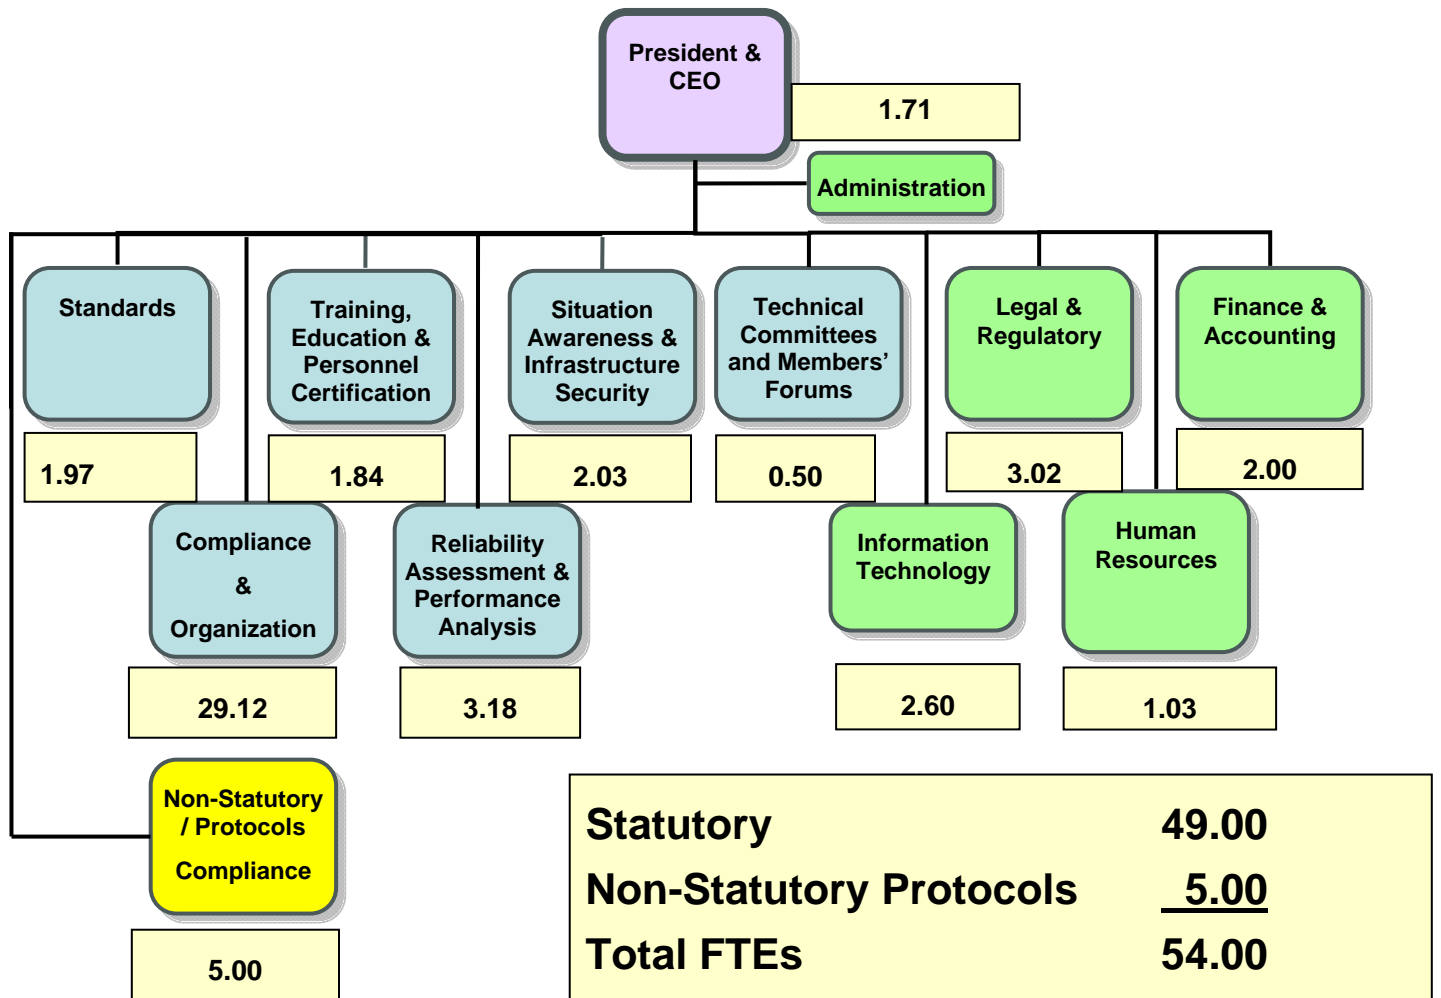 President &
CEO
1.71
Administration
Standards
1.97
Training,
Education &
Personnel
Certification
1.84
Situation
Awareness &
Infrastructure
Security
2.03
Technical
Committees
and Members’
Forums
0.50
Legal &
Regulatory
3.02
Finance &
Accounting
2.00
Compliance
&
Organization
29.12
Reliability
Assessment &
Performance
Analysis
3.18
Information
Technology
2.60
Human
Resources
1.03
Non-Statutory
/ Protocols
Compliance
5.00
Statutory 49.00
Non-Statutory Protocols 5.00
Total FTEs 54.00